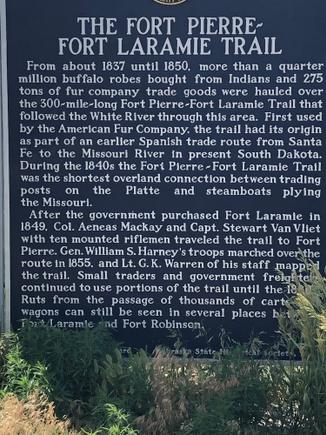 THE FORT PIERRE-
FORT LARAMIE TRAIL
From about 1837 until 1850, more than a quarter
million buffalo robes bought from Indians and 275
tons of fur company trade goods were hauled over
the 300-mile-long Fort Pierre-Fort Laramie Trail that
followed the White River through this area. First used
by the American Fur Company, the trail had its origin
as part of an earlier Spanish trade route from Santa
Fe to the Missouri River in present South Dakota.
During the 1840s the Fort Pierre-Fort Laramie Trail
was the shortest overland connection between trading
posts on the Platte and steamboats plying
the Missouri.
After the government purchased Fort Laramie in
1849, Col. Aeneas Mackay and Capt. Stewart Van Vliet
with ten mounted riflemen traveled the trail to Fort
Pierre. Gen. William S. Harney's troops marched over the
route in 1855, and Lt. G. K. Warren of his staff mapped
the trail. Small traders and government
continued to use portions of the trail until the
Ruts from the passage of thousands of
wagons can still be seen in several places
Fort Laramie and Fort Robinson.
State Historical Society